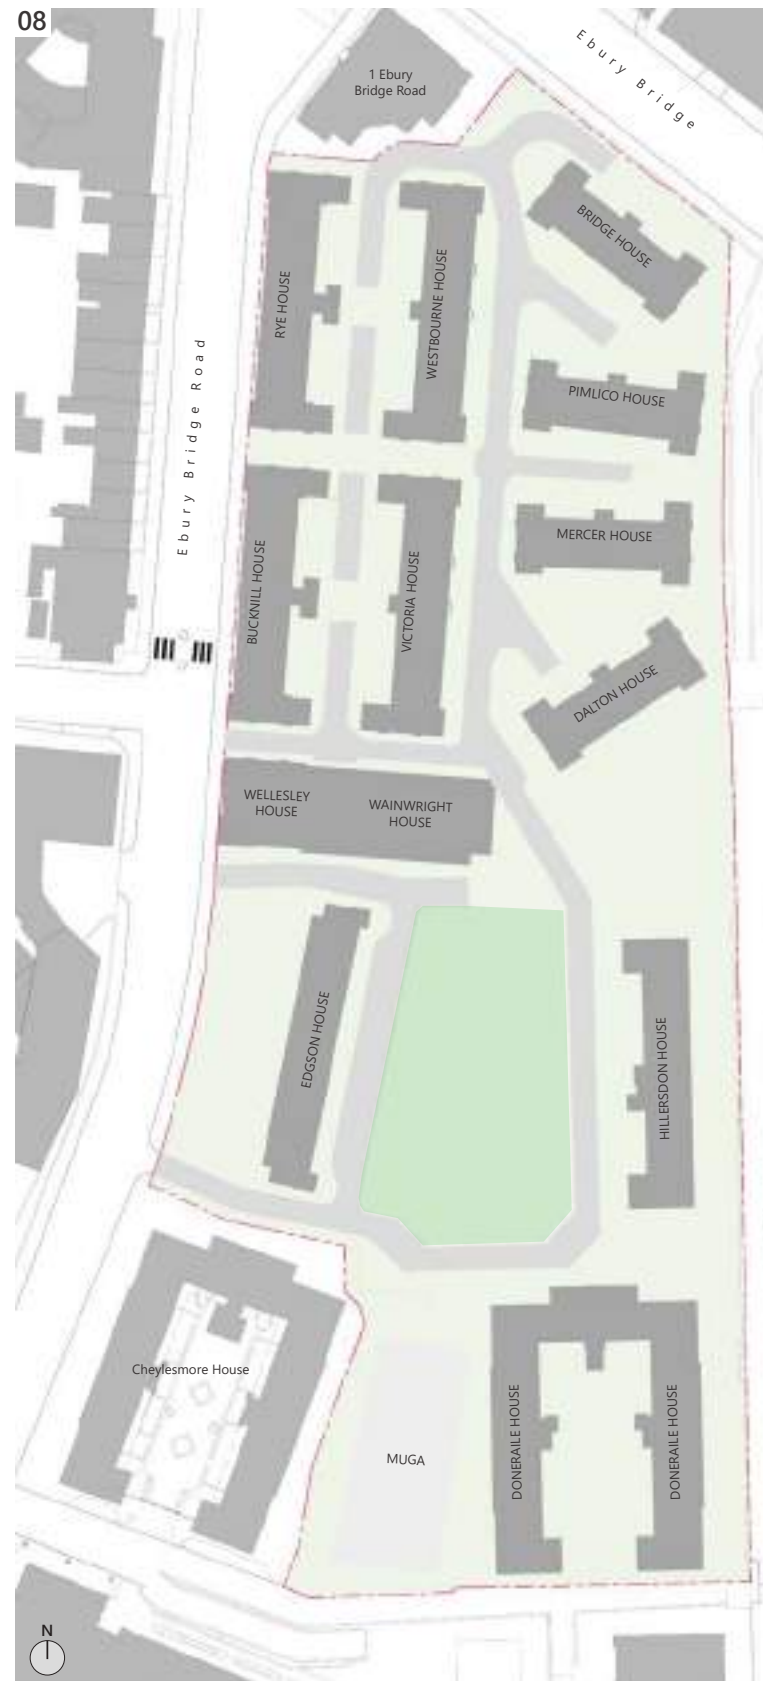 08
Ebury Bridge
1 Ebury
Bridge Road
BRIDGE HOUSE
RYE HOUSE
WESTBOURNE HOUSE
PIMLICO HOUSE
Ebury Bridge Road
MERCER HOUSE
BUCKNILL HOUSE
VICTORIA HOUSE
DALTON HOUSE
WELLESLEY
HOUSE
WAINWRIGHT
HOUSE
EDGSON HOUSE
HILLERSDON HOUSE
Cheylesmore House
DONERAILE HOUSE
DONERAILE HOUSE
MUGA
N